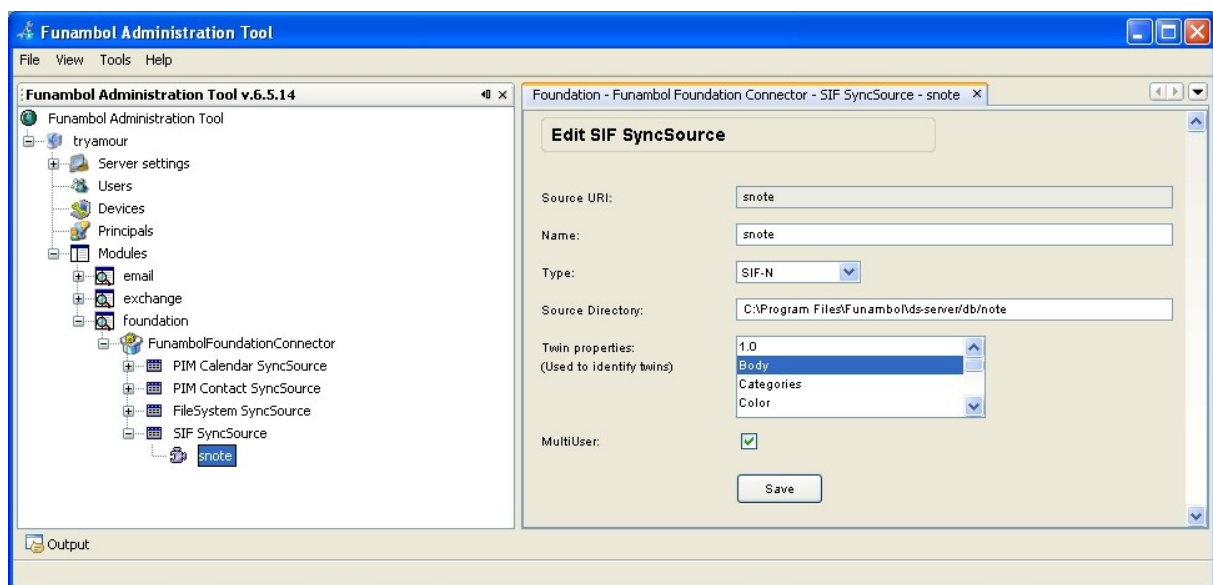 Funambol Administration Tool
File View Tools Help
Funambol Administration Tool v.6.5.14
Funambol Administration Tool
tryamour
Server settings
Users
Devices
Principals
Modules
email
exchange
foundation
FunambolFoundationConnector
PIM Calendar SyncSource
PIM Contact SyncSource
FileSystem SyncSource
SIF SyncSource
snote
Foundation - Funambol Foundation Connector - SIF SyncSource - snote
Edit SIF SyncSource
Source URI: snote
Name: snote
Type: SIF-N
Source Directory: C:\Program Files\Funambol\ds-server/db/note
Twin properties: 1.0
(Used to identify twins) Body
Categories
Color
MultiUser:
Save
Output